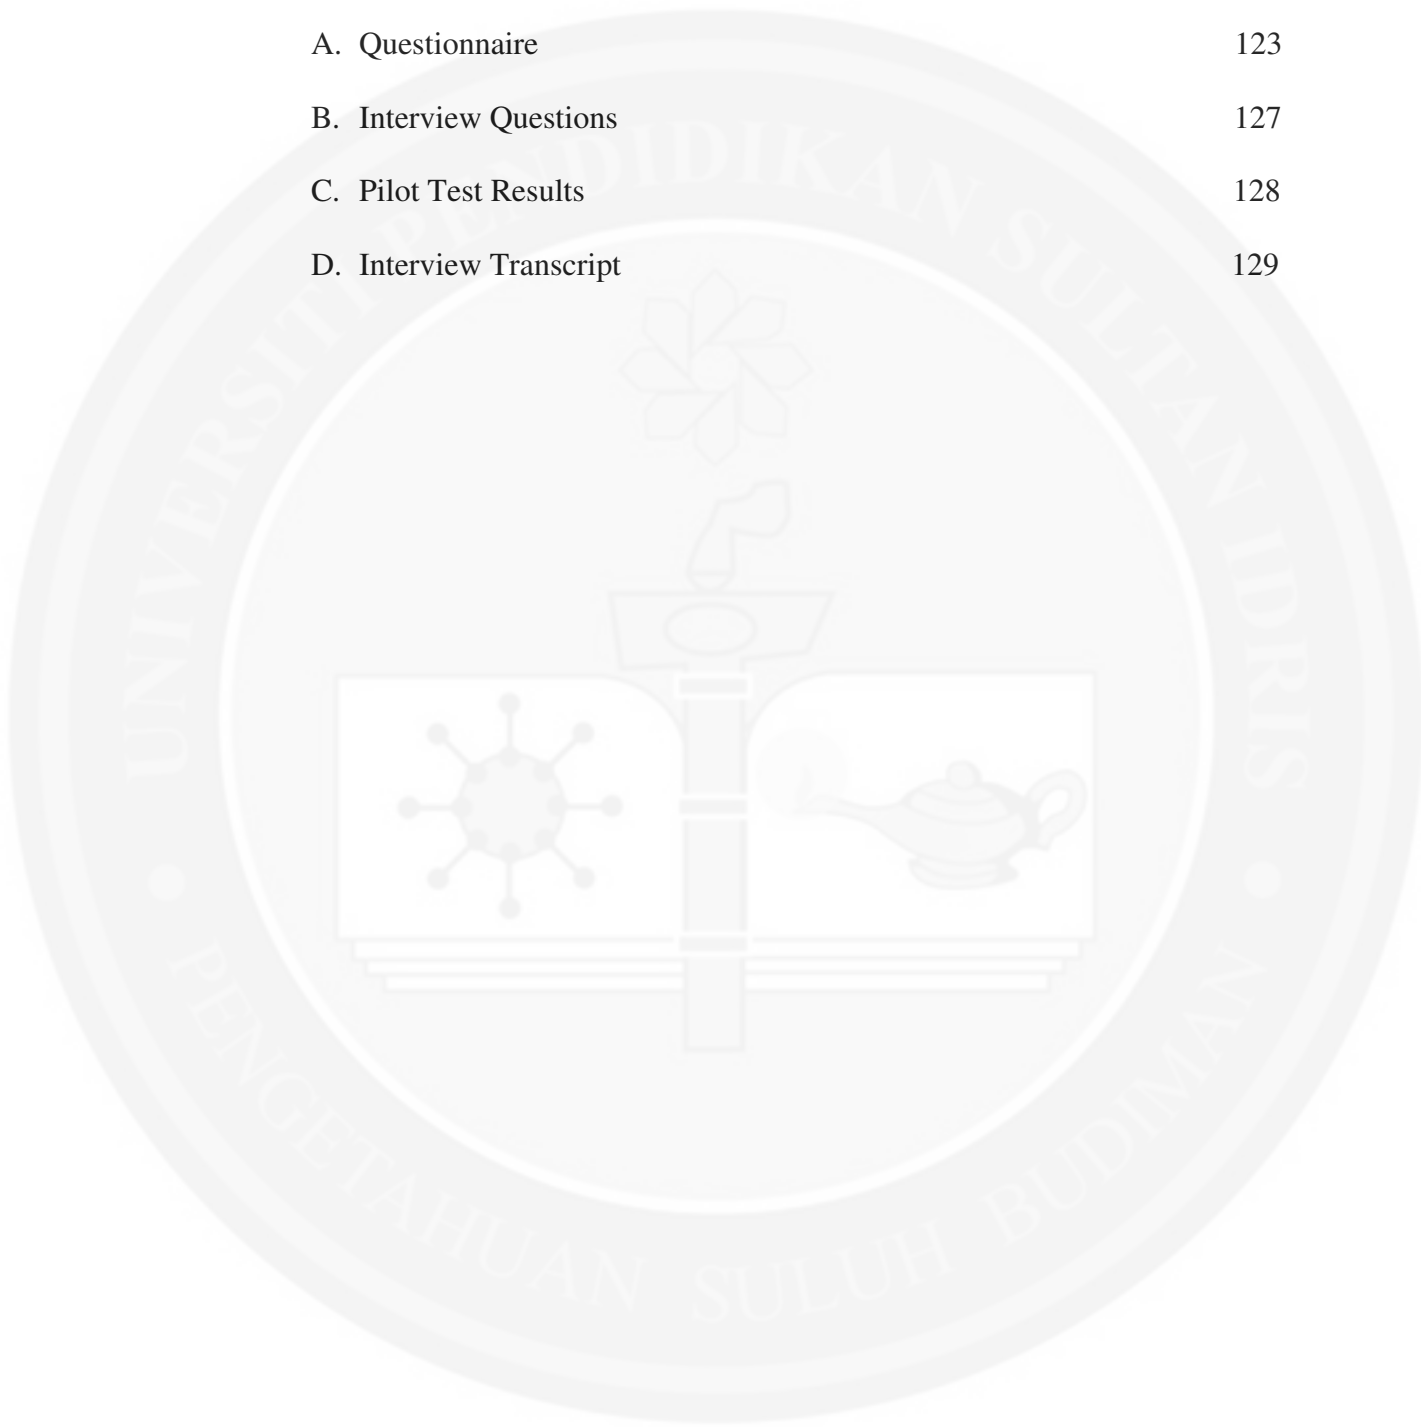 A. Questionnaire 123
B. Interview Questions 127
C. Pilot Test Results 128
D. Interview Transcript 129
UNIVERSITI PENDIDIKAN SULTAN IDRIS
PENGETAHUAN SULUH BUDIMAN